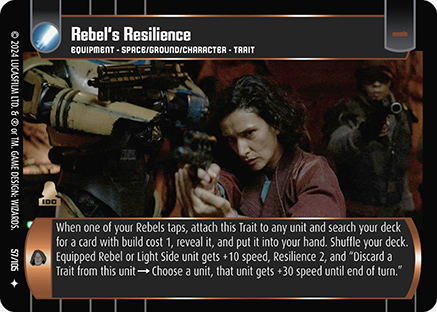 Rebel's Resilience
EQUIPMENT - SPACE/GROUND/CHARACTER - TRAIT
IDC
When one of your Rebels taps, attach this Trait to any unit and search your deck
for a card with build cost 1, reveal it, and put it into your hand. Shuffle your deck.
Equipped Rebel or Light Side unit gets +10 speed, Resilience 2, and “Discard a
Trait from this unit → Choose a unit, that unit gets +30 speed until end of turn.”
© 2024 LUCASFILM LTD. & ® or TM. GAME DESIGN: WIZARDS.
57/105